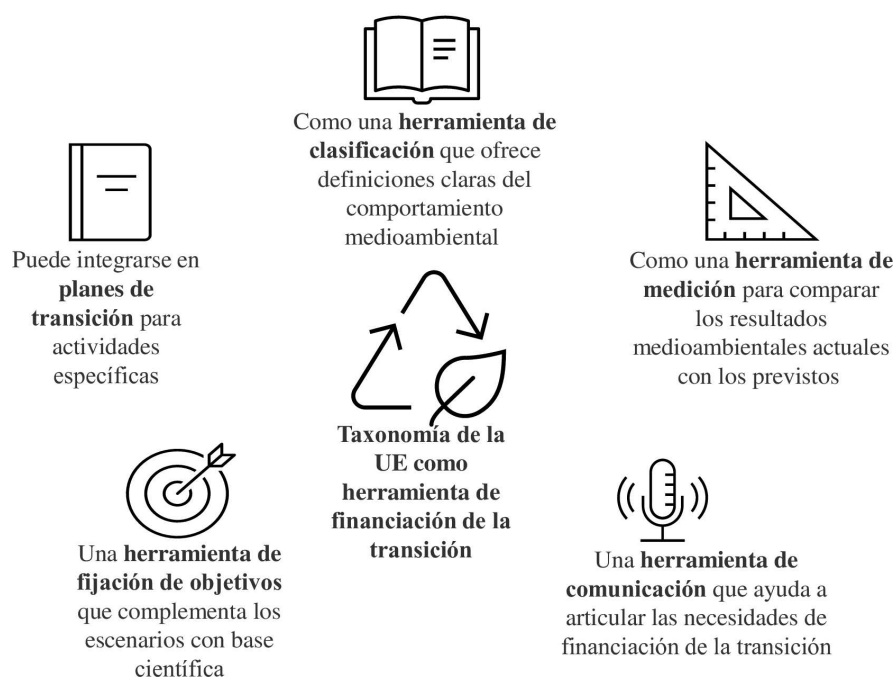 Como una herramienta de
clasificación que ofrece
definiciones claras del
comportamiento
medioambiental
Puede integrarse en
planes de
transición para
actividades
específicas
Como una herramienta de
medición para comparar
los resultados
medioambientales actuales
con los previstos
Taxonomía de la
UE como
herramienta de
financiación de la
transición
Una herramienta de
fijación de objetivos
que complementa los
escenarios con base
científica
Una herramienta de
comunicación que ayuda a
articular las necesidades de
financiación de la transición